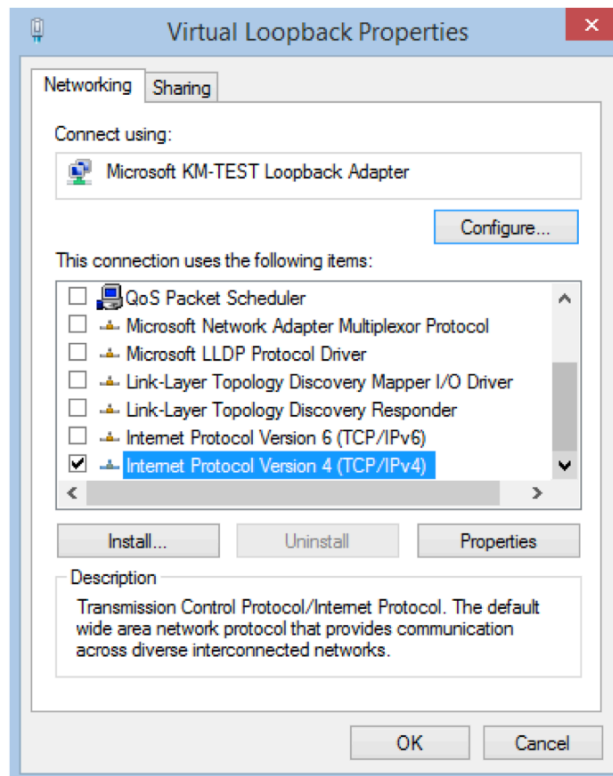 Virtual Loopback Properties
Networking
Sharing
Connect using:
Microsoft KM-TEST Loopback Adapter
Configure...
This connection uses the following items:
QoS Packet Scheduler
Microsoft Network Adapter Multiplexor Protocol
Microsoft LLDP Protocol Driver
Link-Layer Topology Discovery Mapper I/O Driver
Link-Layer Topology Discovery Responder
Internet Protocol Version 6 (TCP/IPv6)
Internet Protocol Version 4 (TCP/IPv4)
Install...
Uninstall
Properties
Description
Transmission Control Protocol/Internet Protocol. The default
wide area network protocol that provides communication
across diverse interconnected networks.
OK
Cancel